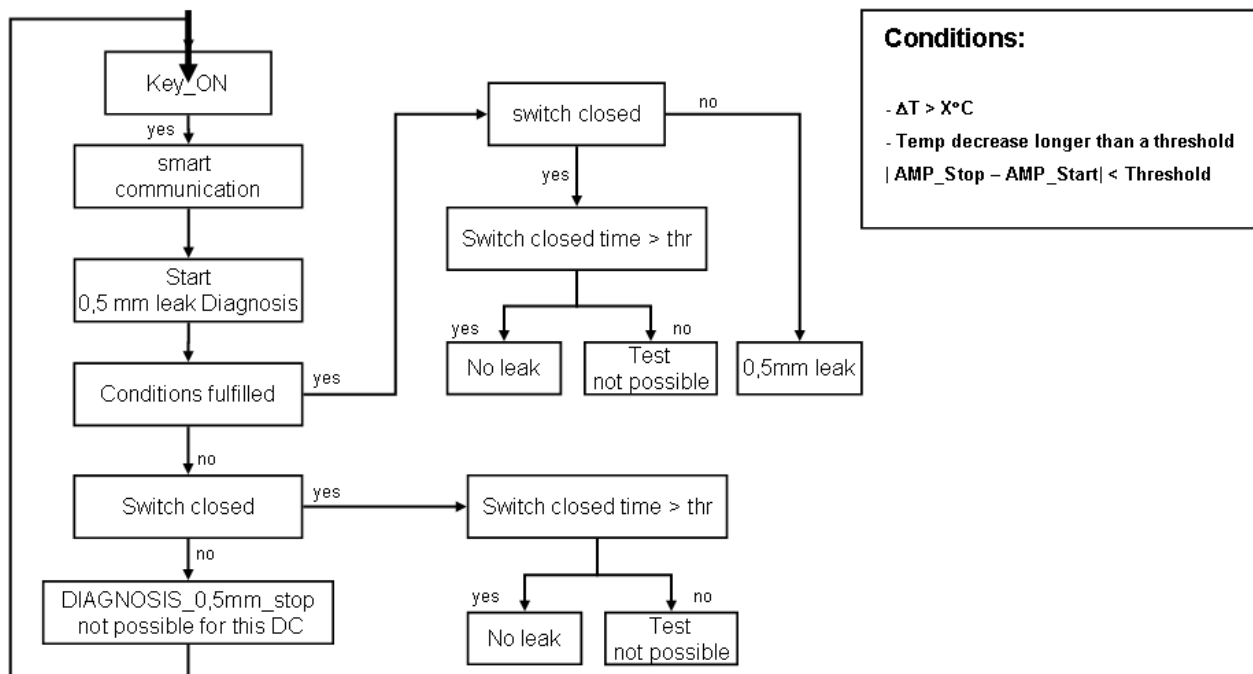 Key_ON
yes
smart
communication
Start
0,5 mm leak Diagnosis
Conditions fulfilled
yes
no
Switch closed
yes
no
DIAGNOSIS_0,5mm_stop
not possible for this DC
switch closed
no
yes
Switch closed time > thr
yes
no
No leak
Test
not possible
0,5mm leak
Switch closed time > thr
yes
no
No leak
Test
not possible
Conditions:
- ΔT > X°C
- Temp decrease longer than a threshold
| AMP_Stop – AMP_Start| < Threshold